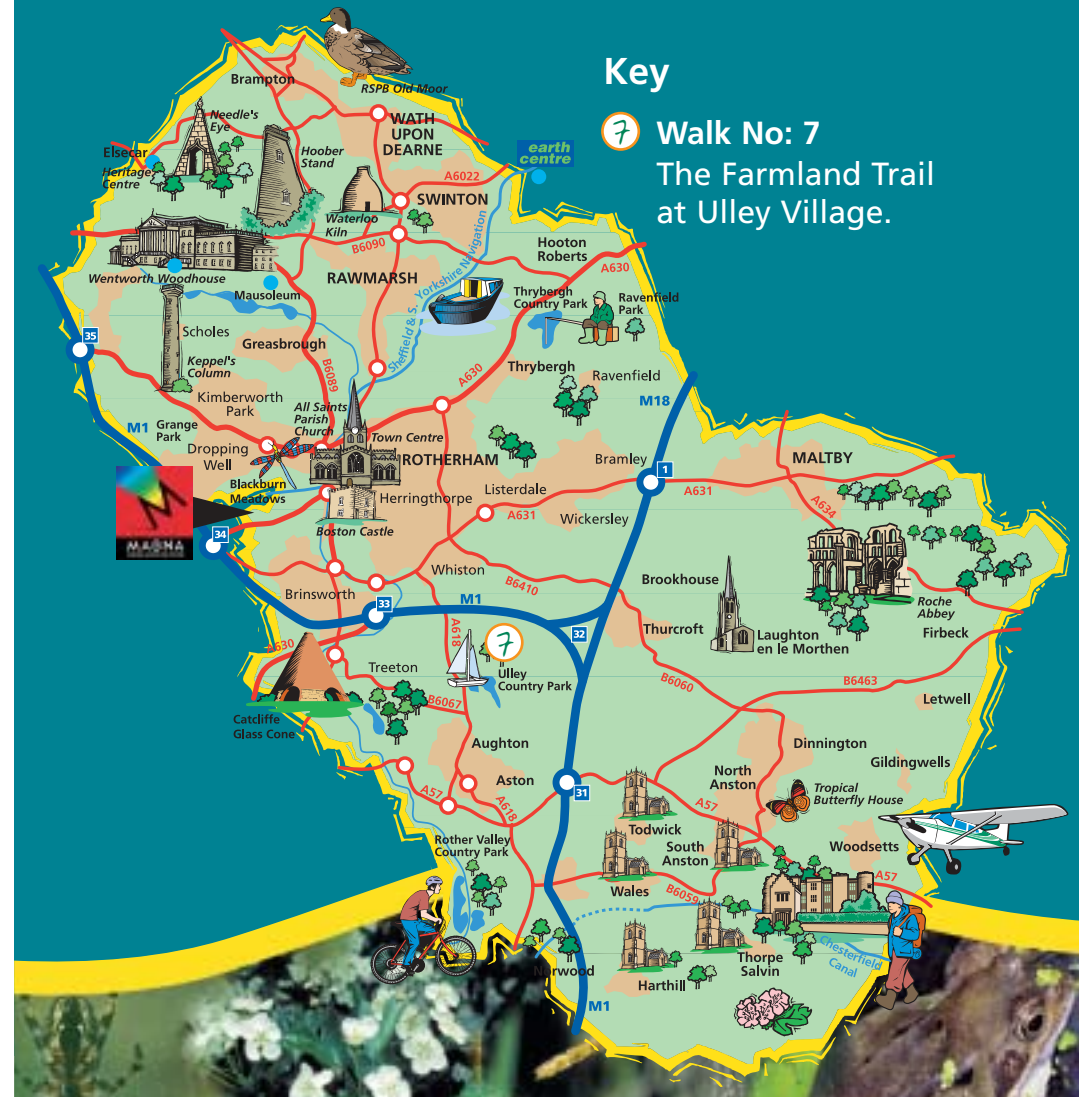 Key
7 Walk No: 7
The Farmland Trail
at Ulley Village.
Brampton
RSPB Old Moor
Needle's
Eye
WATH
UPON
DEARNE
Elsecar
Heritage
Centre
Hoober
Stand
earth
centre
A6022
SWINTON
Waterloo
Kiln
B6090
Hooton
Roberts
A630
Wentworth Woodhouse
RAWMARSH
Sheffield & S. Yorkshire Navigation
Mausoleum
Thrybergh
Country Park
Ravenfield
Park
35
Scholes
Greasbrough
Keppel's
Column
B6089
A630
Thrybergh
Ravenfield
Kimberworth
Park
M18
M1
Grange
Park
All Saints
Parish
Church
Town Centre
Dropping
Well
ROTHERHAM
Bramley
MALTBY
1
A631
Blackburn
Meadows
Herringthorpe
Listerdale
A634
A631
Wickersley
MAGNA
Boston Castle
34
Whiston
B6410
Brookhouse
Brinsworth
Roche
Abbey
33
M1
A618
7
32
Thurcroft
Laughton
en le Morthen
Firbeck
A630
Treeton
Ulley
Country Park
B6067
B6060
B6463
Letwell
Catcliffe
Glass Cone
Aughton
Dinnington
Gildingwells
Aston
31
North
Anston
Tropical
Butterfly House
A57
A618
A57
Todwick
Rother Valley
Country Park
South
Anston
Woodsetts
Wales
B6059
A57
Norwood
Thorpe
Salvin
Chesterfield
Canal
Harthill
M1